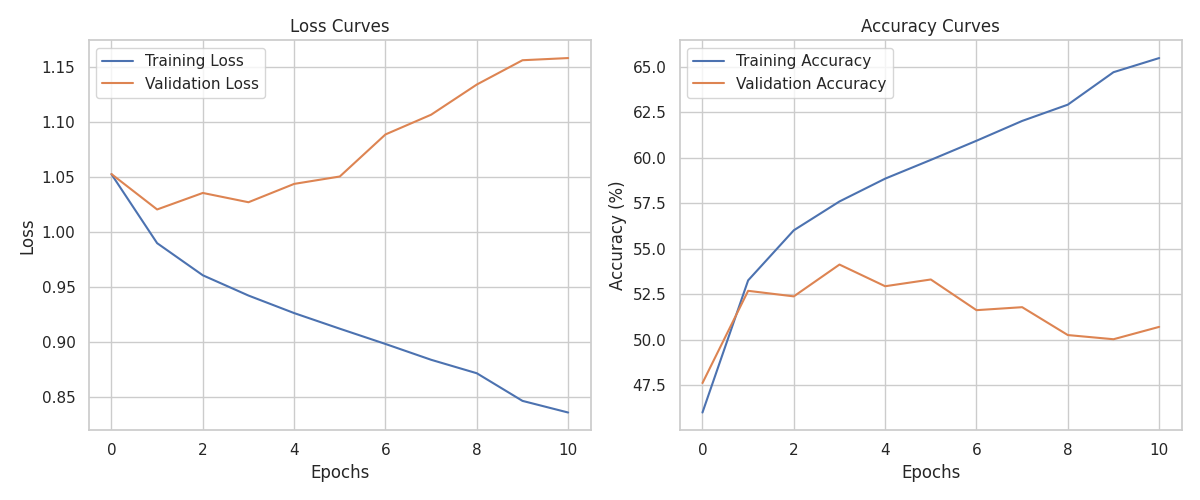 Loss Curves
Training Loss
Validation Loss
1.15
1.10
1.05
1.00
0.95
0.90
0.85
Loss
0 2 4 6 8 10
Epochs
Accuracy Curves
Training Accuracy
Validation Accuracy
65.0
62.5
60.0
57.5
55.0
52.5
50.0
47.5
Accuracy (%)
0 2 4 6 8 10
Epochs